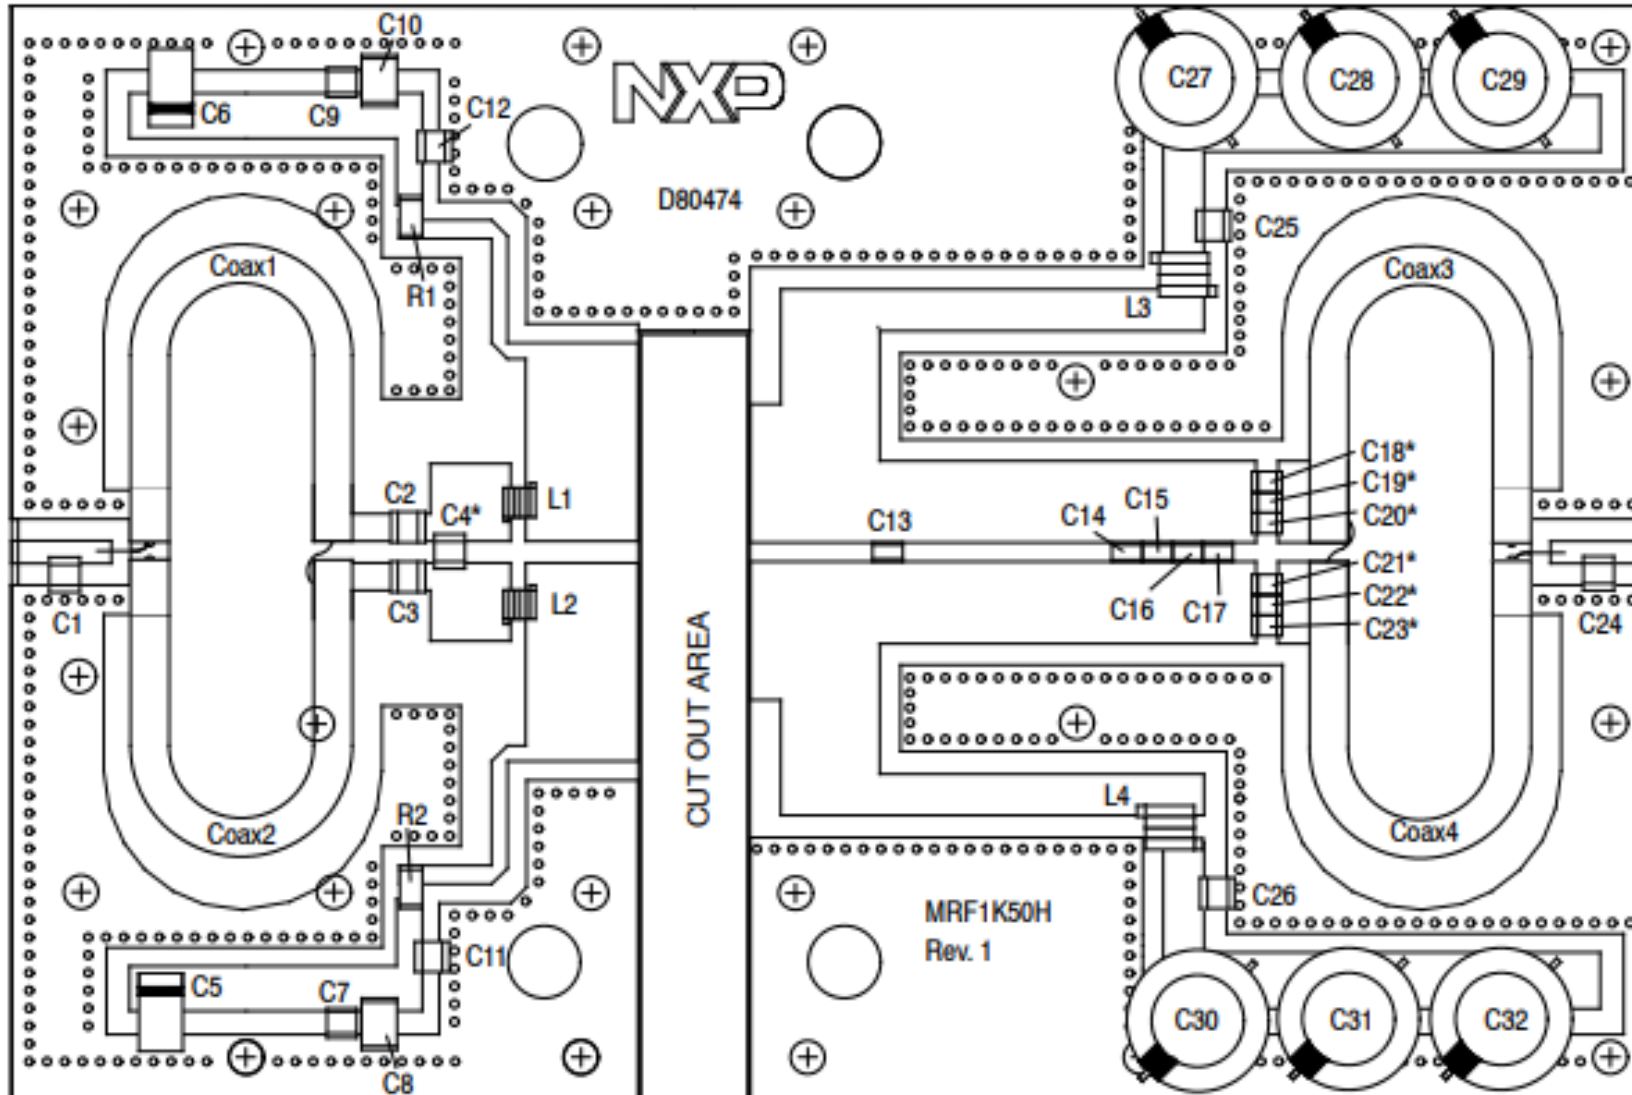 C10
C6
C9
C12
NXP
C27
C28
C29
D80474
C25
Coax1
R1
Coax3
L3
C2
C4*
L1
C13
C14
C15
C18*
C19*
C20*
C1
C3
L2
C16
C17
C21*
C22*
C23*
C24
CUT OUT AREA
R2
L4
Coax2
Coax4
C5
C7
C11
C8
MRF1K50H
Rev. 1
C26
C30
C31
C32